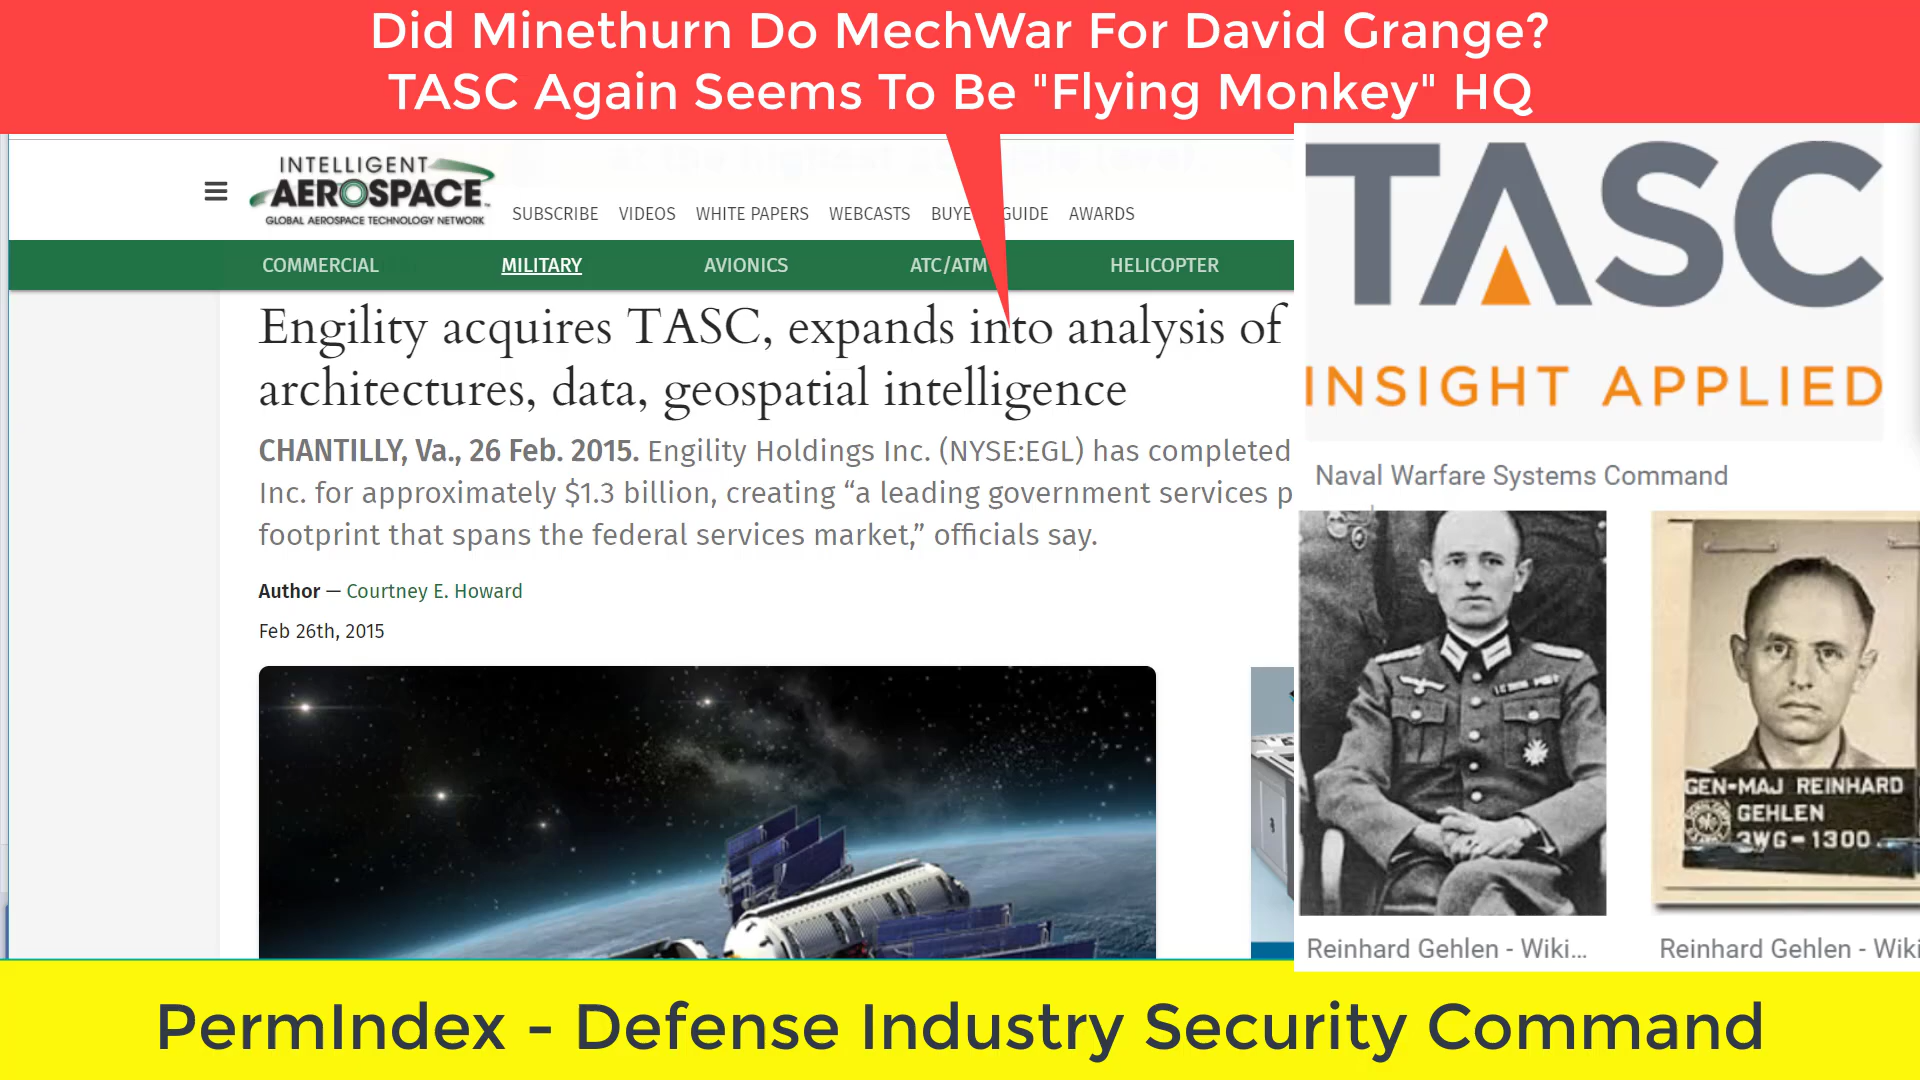 Did Minethurn Do MechWar For David Grange?
TASC Again Seems To Be "Flying Monkey" HQ
INTELLIGENT
AEROSPACE
GLOBAL AEROSPACE TECHNOLOGY NETWORK
SUBSCRIBE VIDEOS WHITE PAPERS WEBCASTS BUYE GUIDE AWARDS
COMMERCIAL MILITARY AVIONICS ATC/ATM HELICOPTER
Engility acquires TASC, expands into analysis of
architectures, data, geospatial intelligence
CHANTILLY, Va., 26 Feb. 2015. Engility Holdings Inc. (NYSE:EGL) has completed
Inc. for approximately $1.3 billion, creating “a leading government services p
footprint that spans the federal services market,” officials say.
Author — Courtney E. Howard
Feb 26th, 2015
TASC
INSIGHT APPLIED
Naval Warfare Systems Command
GEN-MAJ REINHARD
GEHLEN
3WG-1300
Reinhard Gehlen - Wiki...
Reinhard Gehlen - Wiki
PermIndex - Defense Industry Security Command